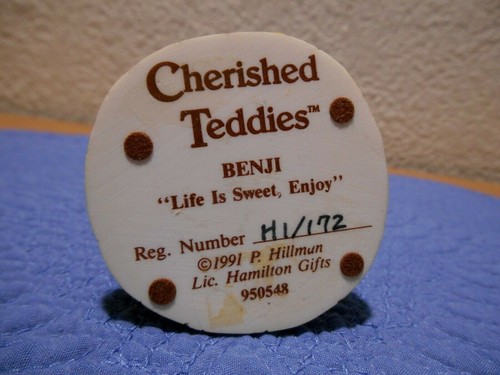 Cherished
Teddies™
BENJI
"Life Is Sweet, Enjoy"
Reg. Number H1/172
©1991 P. Hillman
Lic. Hamilton Gifts
950548